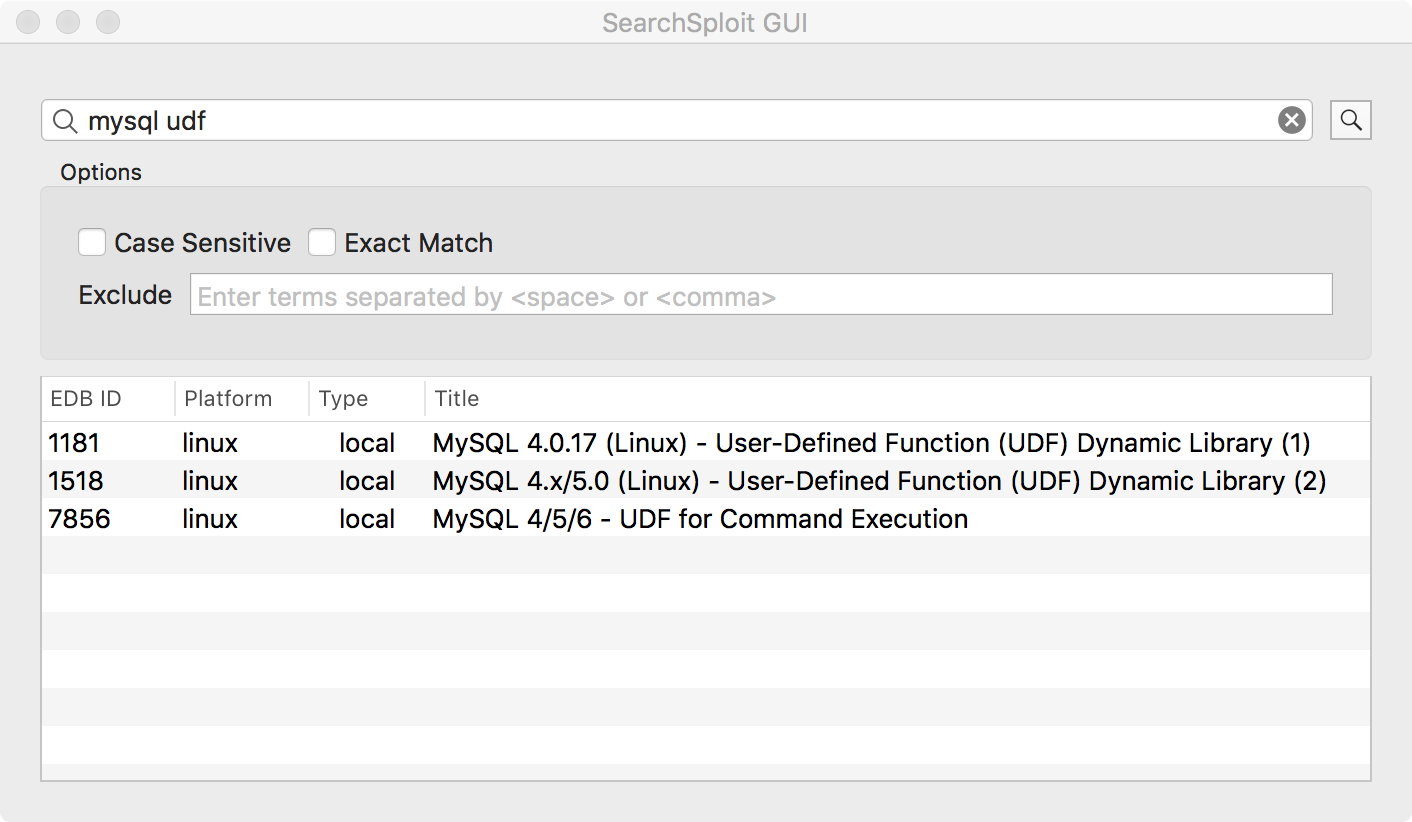 SearchSploit GUI
mysql udf
Options
Case Sensitive Exact Match
Exclude Enter terms separated by <space> or <comma>
EDB ID Platform Type Title
1181 linux local MySQL 4.0.17 (Linux) - User-Defined Function (UDF) Dynamic Library (1)
1518 linux local MySQL 4.x/5.0 (Linux) - User-Defined Function (UDF) Dynamic Library (2)
7856 linux local MySQL 4/5/6 - UDF for Command Execution